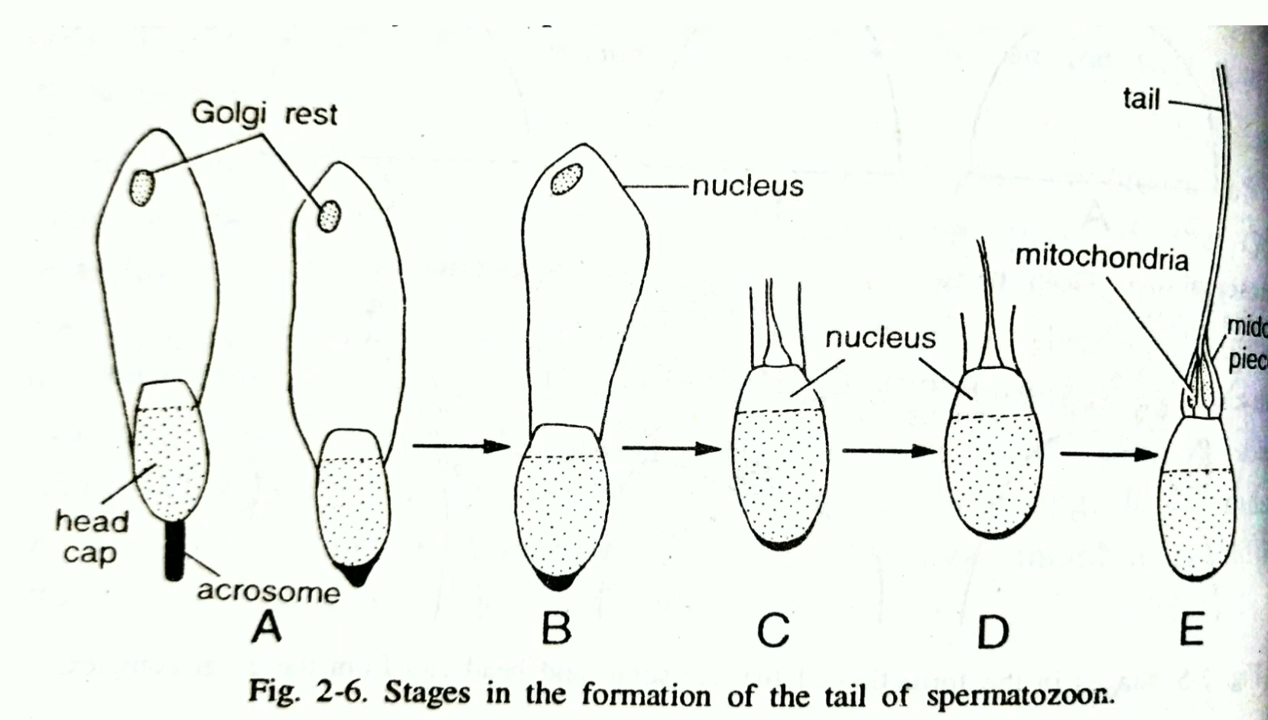 Golgi rest
tail
nucleus
mitochondria
nucleus
head
cap
acrosome
A
B
C
D
E
Fig. 2-6. Stages in the formation of the tail of spermatozoon.